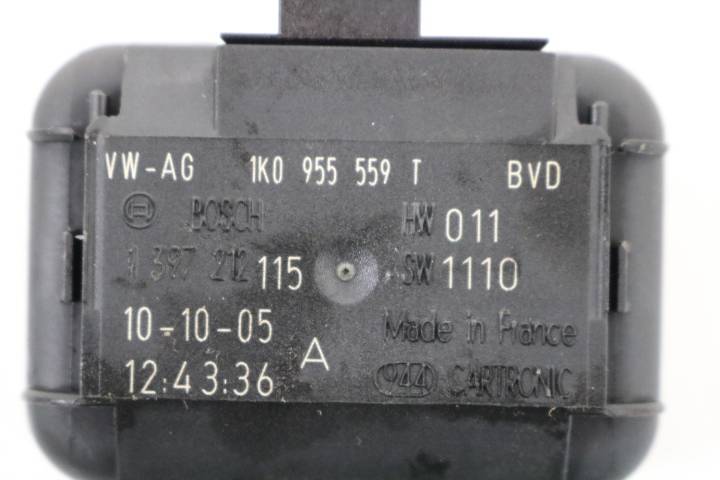 VW-AG 1K0 955 559 T BVD
BOSCH HW 011
1 397 212 115 SW 1110
10-10-05 Made in France
12:43:36 A CARTRONIC